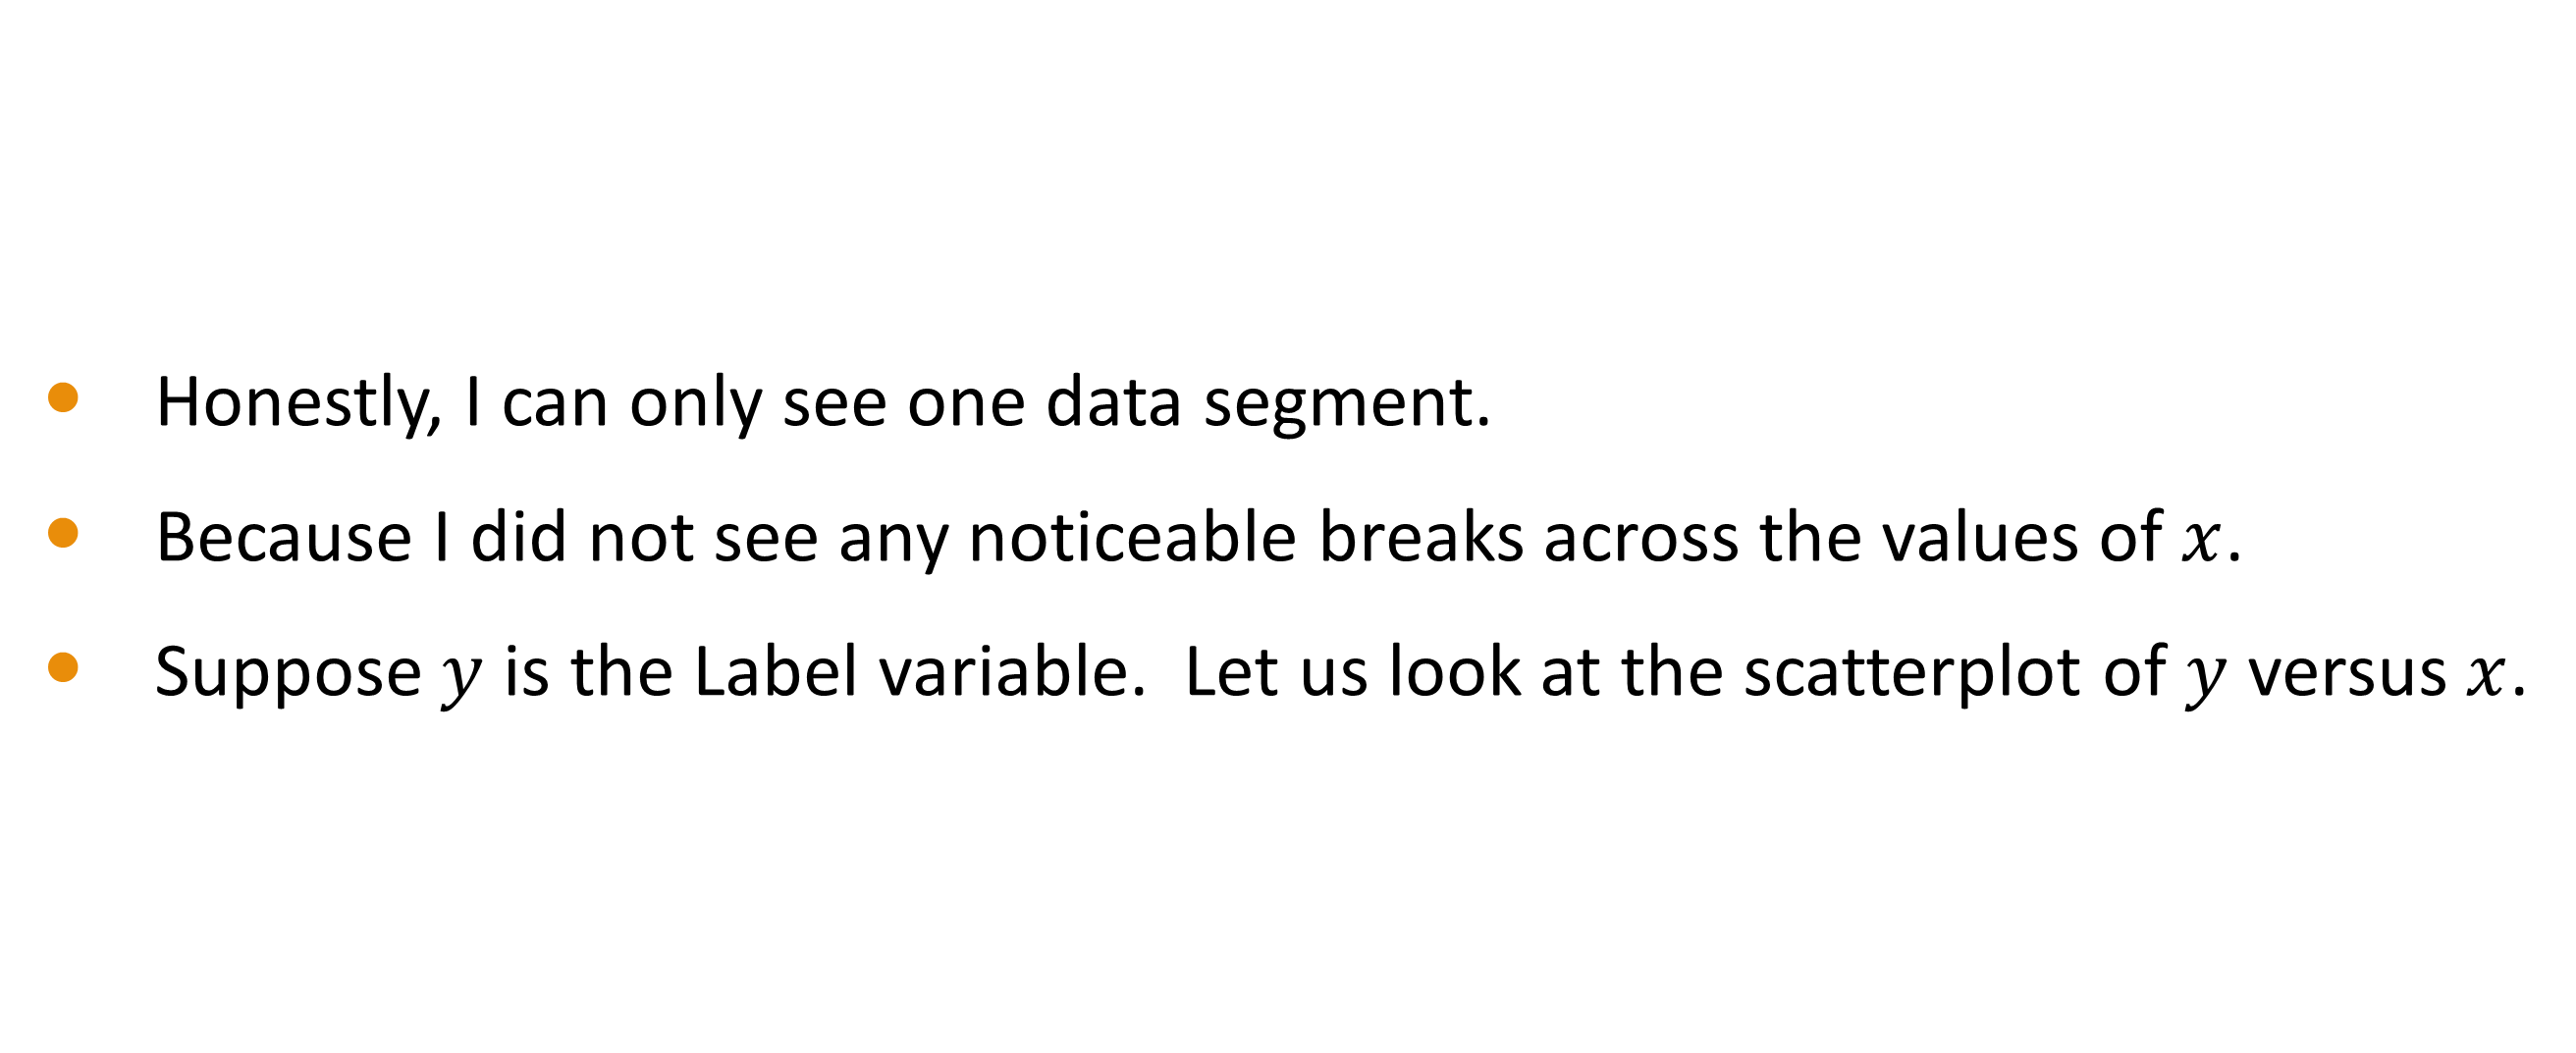 • Honestly, I can only see one data segment.
• Because I did not see any noticeable breaks across the values of 𝑥.
• Suppose 𝑦 is the Label variable.  Let us look at the scatterplot of 𝑦 versus 𝑥.